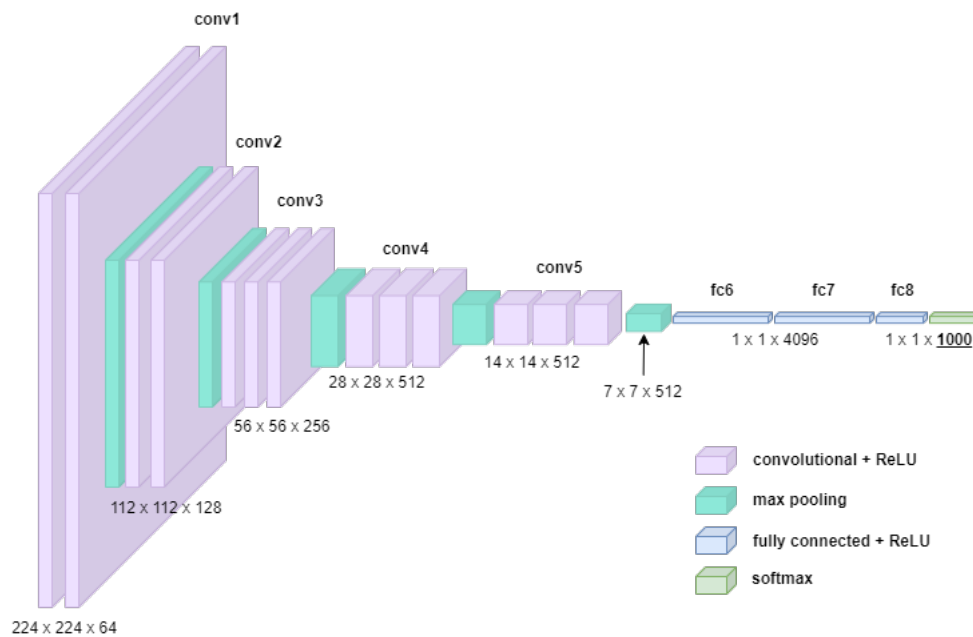 conv1
conv2
conv3
conv4
conv5
fc6
fc7
fc8
1 x 1 x 4096
1 x 1 x 1000
14 x 14 x 512
28 x 28 x 512
7 x 7 x 512
56 x 56 x 256
112 x 112 x 128
224 x 224 x 64
convolutional + ReLU
max pooling
fully connected + ReLU
softmax